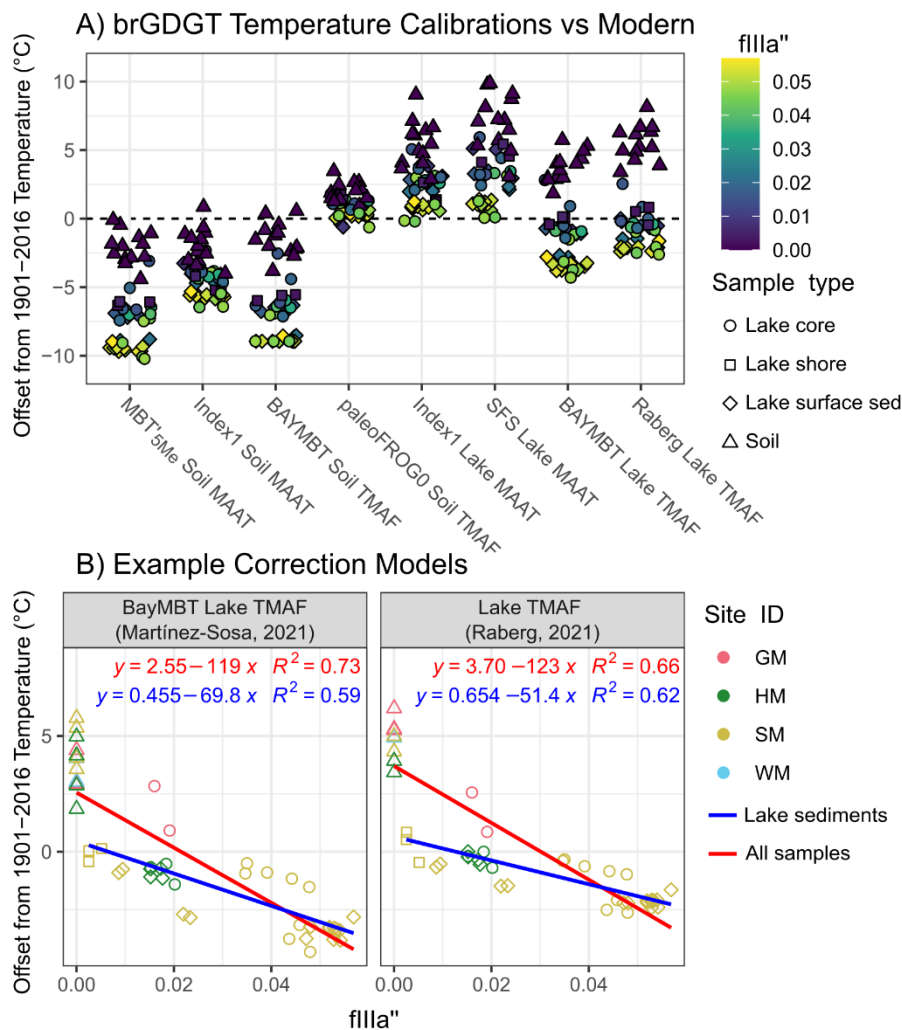 A) brGDGT Temperature Calibrations vs Modern
Offset from 1901−2016 Temperature (°C)
10
5
0
−5
−10
MBT'5Me Soil MAAT
Index1 Soil MAAT
BAYMBT Soil TMAF
paleoFROG0 Soil TMAF
Index1 Lake MAAT
SFS Lake MAAT
BAYMBT Lake TMAF
Raberg Lake TMAF
fIIIa"
0.05
0.04
0.03
0.02
0.01
0.00
Sample type
Lake core
Lake shore
Lake surface sed
Soil
B) Example Correction Models
BayMBT Lake TMAF
(Martínez-Sosa, 2021)
Lake TMAF
(Raberg, 2021)
y = 2.55−119 x R² = 0.73
y = 0.455−69.8 x R² = 0.59
y = 3.70 −123 x R² = 0.66
y = 0.654 −51.4 x R² = 0.62
Offset from 1901−2016 Temperature (°C)
5
0
0.00 0.02 0.04
0.00 0.02 0.04
fIIIa"
Site ID
GM
HM
SM
WM
Lake sediments
All samples